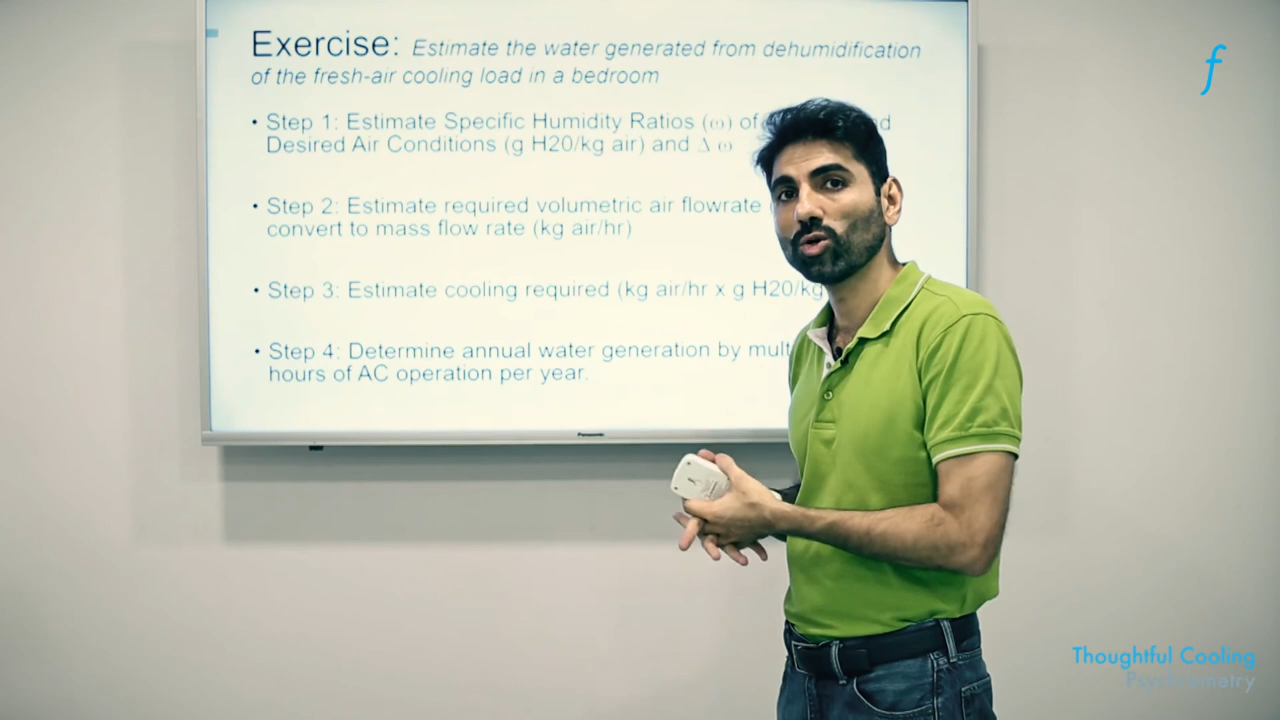 Exercise: Estimate the water generated from dehumidification
of the fresh-air cooling load in a bedroom
• Step 1: Estimate Specific Humidity Ratios (ω) of
Desired Air Conditions (g H20/kg air) and Δ ω
• Step 2: Estimate required volumetric air flowrate
convert to mass flow rate (kg air/hr)
• Step 3: Estimate cooling required (kg air/hr x g H20/kg
• Step 4: Determine annual water generation by
hours of AC operation per year.
Panasonic
f
Thoughtful Cooling
Psychrometry